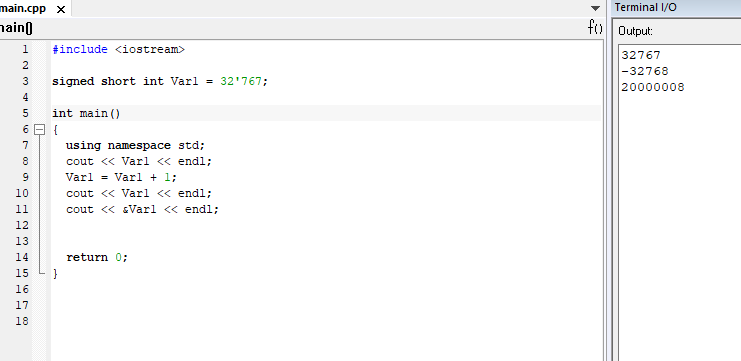 main.cpp x
main() f()
1 #include <iostream>
2
3 signed short int Var1 = 32'767;
4
5 int main()
6 {
7 using namespace std;
8 cout << Var1 << endl;
9 Var1 = Var1 + 1;
10 cout << Var1 << endl;
11 cout << &Var1 << endl;
12
13
14 return 0;
15 }
16
17
18
Terminal I/O
Output:
32767
-32768
20000008